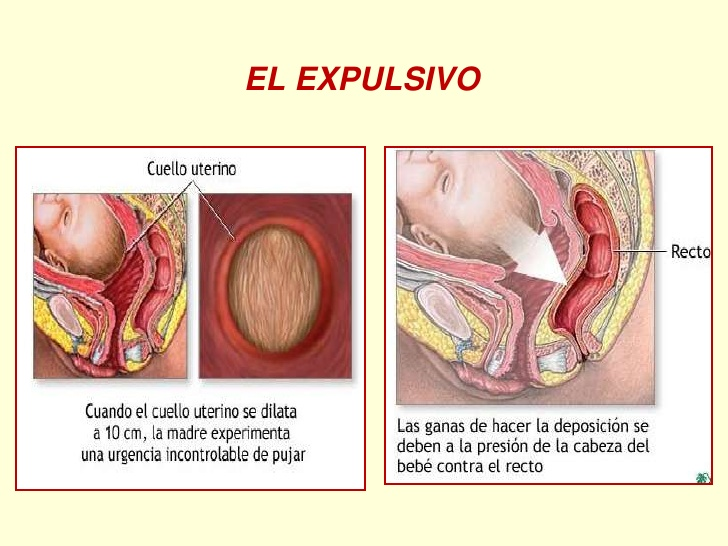 EL EXPULSIVO
Cuello uterino
Cuando el cuello uterino se dilata
a 10 cm, la madre experimenta
una urgencia incontrolable de pujar
Recto
Las ganas de hacer la deposición se
deben a la presión de la cabeza del
bebé contra el recto